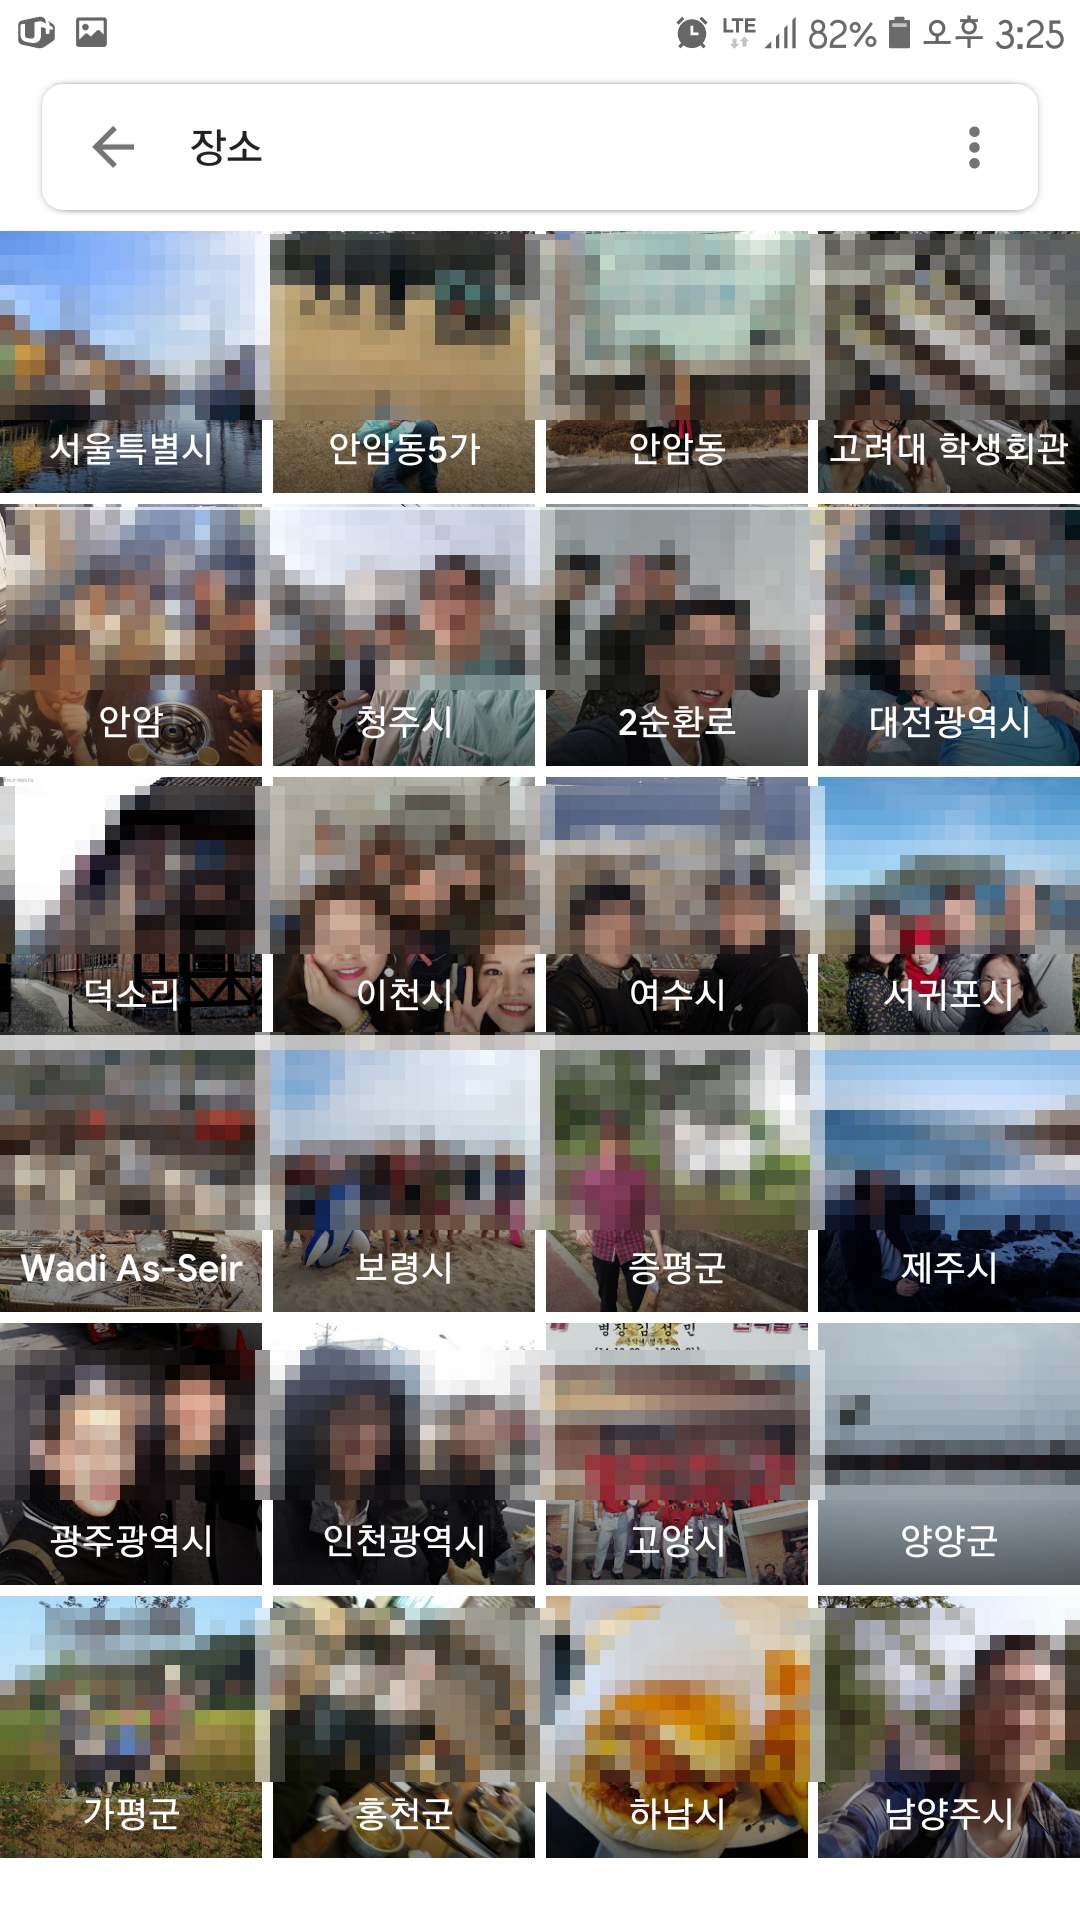 U+
LTE 82% 오후 3:25
장소
서울특별시 안암동5가 안암동 고려대 학생회관
안암 청주시 2순환로 대전광역시
덕소리 이천시 여수시 서귀포시
Wadi As-Seir 보령시 증평군 제주시
병장 김성민
광주광역시 인천광역시 고양시 양양군
가평군 홍천군 하남시 남양주시